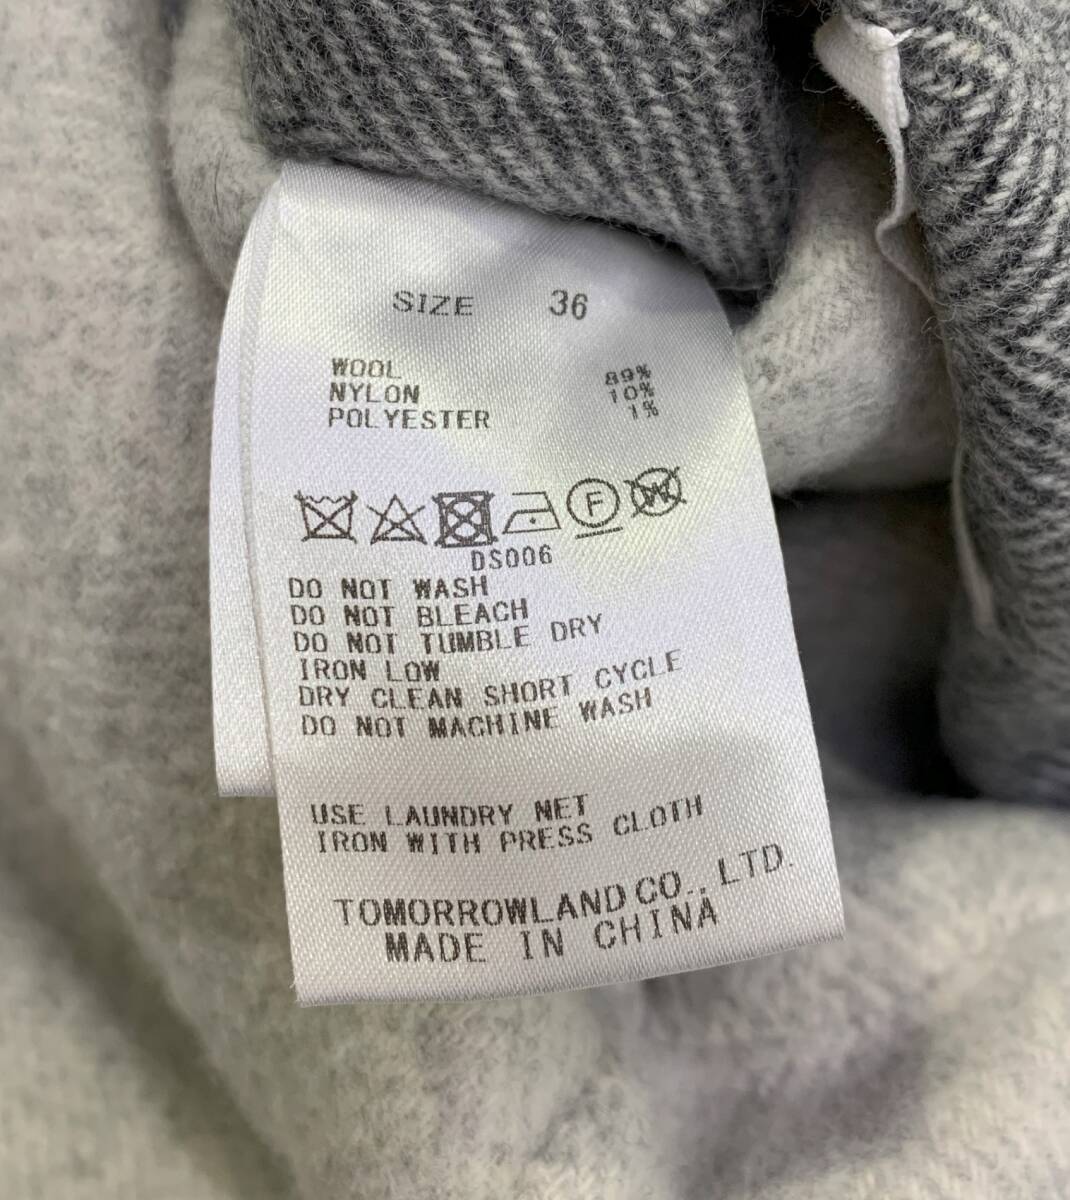 SIZE 36
WOOL 89%
NYLON 10%
POLYESTER 1%
F W
DS006
DO NOT WASH
DO NOT BLEACH
DO NOT TUMBLE DRY
IRON LOW
DRY CLEAN SHORT CYCLE
DO NOT MACHINE WASH
USE LAUNDRY NET
IRON WITH PRESS CLOTH
TOMORROWLAND CO., LTD.
MADE IN CHINA